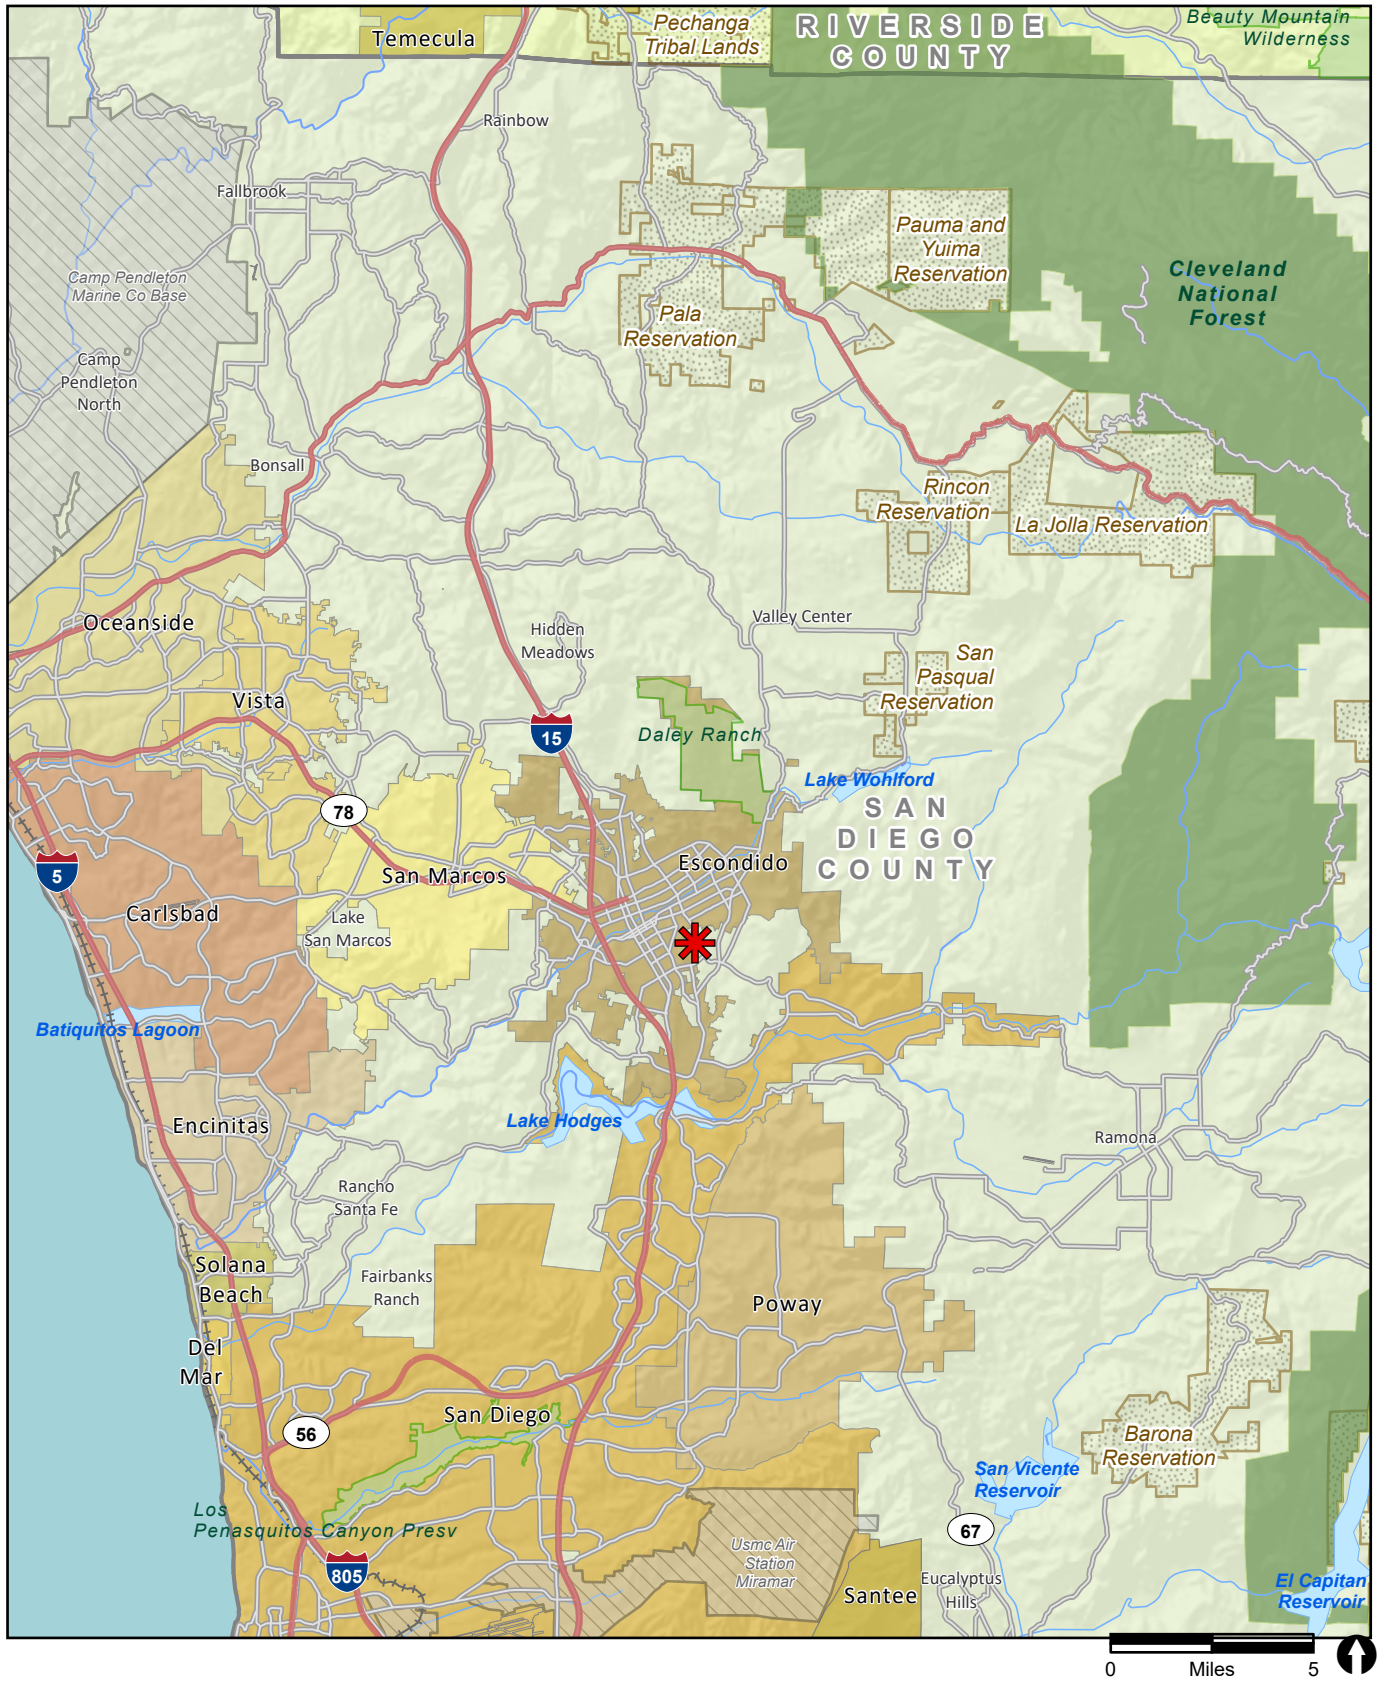 Temecula
Pechanga
Tribal Lands
RIVERSIDE
COUNTY
Beauty Mountain
Wilderness
Rainbow
Fallbrook
Pauma and
Yuima
Reservation
Cleveland
National
Forest
Camp Pendleton
Marine Co Base
Pala
Reservation
Camp
Pendleton
North
Bonsall
Rincon
Reservation
La Jolla Reservation
Oceanside
Valley Center
Hidden
Meadows
San
Pasqual
Reservation
Vista
15
Daley Ranch
Lake Wohlford
78
SAN
DIEGO
COUNTY
5
San Marcos
Escondido
Carlsbad
Lake
San Marcos
Batiquitos Lagoon
Lake Hodges
Encinitas
Ramona
Rancho
Santa Fe
Solana
Beach
Fairbanks
Ranch
Poway
Del
Mar
San Diego
56
Barona
Reservation
San Vicente
Reservoir
Los
Penasquitos Canyon Presv
67
Usmc Air
Station
Miramar
805
Santee
Eucalyptus
Hills
El Capitan
Reservoir
0 Miles 5